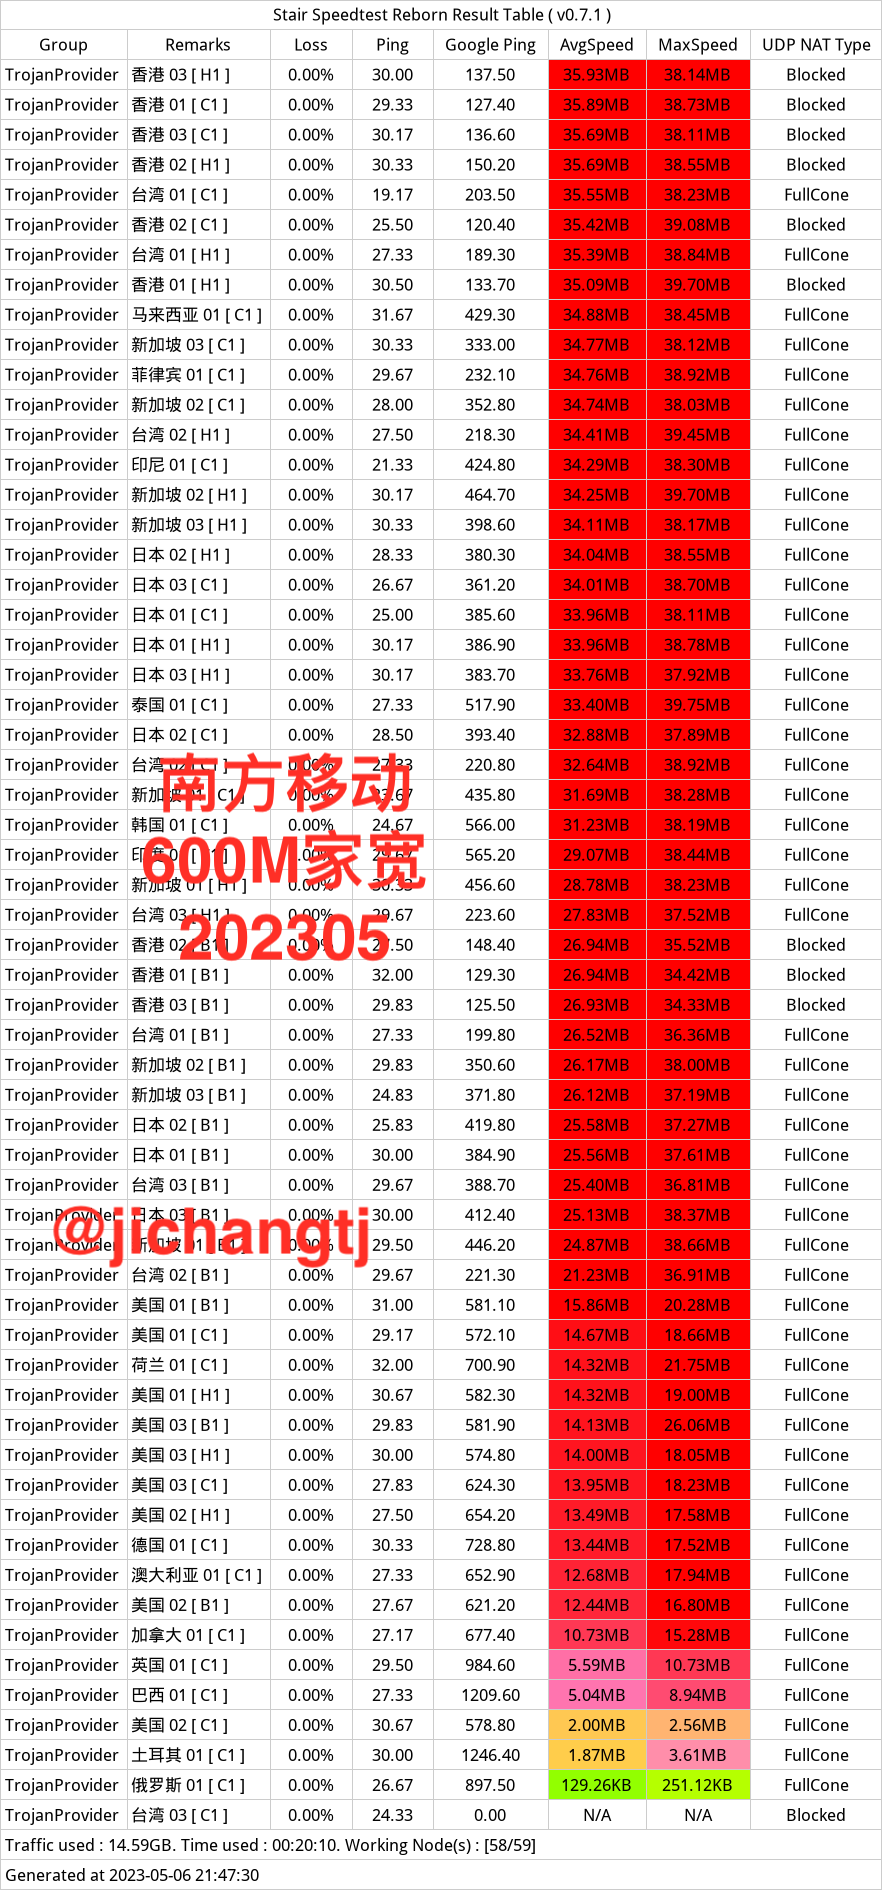 Stair Speedtest Reborn Result Table ( v0.7.1 )
Group Remarks Loss Ping Google Ping AvgSpeed MaxSpeed UDP NAT Type
TrojanProvider 香港 03 [ H1 ] 0.00% 30.00 137.50 35.93MB 38.14MB Blocked
TrojanProvider 香港 01 [ C1 ] 0.00% 29.33 127.40 35.89MB 38.73MB Blocked
TrojanProvider 香港 03 [ C1 ] 0.00% 30.17 136.60 35.69MB 38.11MB Blocked
TrojanProvider 香港 02 [ H1 ] 0.00% 30.33 150.20 35.69MB 38.55MB Blocked
TrojanProvider 台湾 01 [ C1 ] 0.00% 19.17 203.50 35.55MB 38.23MB FullCone
TrojanProvider 香港 02 [ C1 ] 0.00% 25.50 120.40 35.42MB 39.08MB Blocked
TrojanProvider 台湾 01 [ H1 ] 0.00% 27.33 189.30 35.39MB 38.84MB FullCone
TrojanProvider 香港 01 [ H1 ] 0.00% 30.50 133.70 35.09MB 39.70MB Blocked
TrojanProvider 马来西亚 01 [ C1 ] 0.00% 31.67 429.30 34.88MB 38.45MB FullCone
TrojanProvider 新加坡 03 [ C1 ] 0.00% 30.33 333.00 34.77MB 38.12MB FullCone
TrojanProvider 菲律宾 01 [ C1 ] 0.00% 29.67 232.10 34.76MB 38.92MB FullCone
TrojanProvider 新加坡 02 [ C1 ] 0.00% 28.00 352.80 34.74MB 38.03MB FullCone
TrojanProvider 台湾 02 [ H1 ] 0.00% 27.50 218.30 34.41MB 39.45MB FullCone
TrojanProvider 印尼 01 [ C1 ] 0.00% 21.33 424.80 34.29MB 38.30MB FullCone
TrojanProvider 新加坡 02 [ H1 ] 0.00% 30.17 464.70 34.25MB 39.70MB FullCone
TrojanProvider 新加坡 03 [ H1 ] 0.00% 30.33 398.60 34.11MB 38.17MB FullCone
TrojanProvider 日本 02 [ H1 ] 0.00% 28.33 380.30 34.04MB 38.55MB FullCone
TrojanProvider 日本 03 [ C1 ] 0.00% 26.67 361.20 34.01MB 38.70MB FullCone
TrojanProvider 日本 01 [ C1 ] 0.00% 25.00 385.60 33.96MB 38.11MB FullCone
TrojanProvider 日本 01 [ H1 ] 0.00% 30.17 386.90 33.96MB 38.78MB FullCone
TrojanProvider 日本 03 [ H1 ] 0.00% 30.17 383.70 33.76MB 37.92MB FullCone
TrojanProvider 泰国 01 [ C1 ] 0.00% 27.33 517.90 33.40MB 39.75MB FullCone
TrojanProvider 日本 02 [ C1 ] 0.00% 28.50 393.40 32.88MB 37.89MB FullCone
TrojanProvider 台湾 02 [ C1 ] 0.00% 27.33 220.80 32.64MB 38.92MB FullCone
南方移动
TrojanProvider 新加坡 01 [ C1 ] 0.00% 435.80 31.69MB 38.28MB FullCone
TrojanProvider 韩国 01 [ C1 ] 0.00% 24.67 566.00 31.23MB 38.19MB FullCone
TrojanProvider 印度 0.00% 29.67 565.20 29.07MB 38.44MB FullCone
600M家宽
TrojanProvider 新加坡 01 [ H1 ] 0.00% 30.33 456.60 28.78MB 38.23MB FullCone
TrojanProvider 台湾 03 [ H1 ] 0.00% 29.67 223.60 27.83MB 37.52MB FullCone
202305
TrojanProvider 香港 02 [ B1 ] 0.00% 148.40 26.94MB 35.52MB Blocked
TrojanProvider 香港 01 [ B1 ] 0.00% 32.00 129.30 26.94MB 34.42MB Blocked
TrojanProvider 香港 03 [ B1 ] 0.00% 29.83 125.50 26.93MB 34.33MB Blocked
TrojanProvider 台湾 01 [ B1 ] 0.00% 27.33 199.80 26.52MB 36.36MB FullCone
TrojanProvider 新加坡 02 [ B1 ] 0.00% 29.83 350.60 26.17MB 38.00MB FullCone
TrojanProvider 新加坡 03 [ B1 ] 0.00% 24.83 371.80 26.12MB 37.19MB FullCone
TrojanProvider 日本 02 [ B1 ] 0.00% 25.83 419.80 25.58MB 37.27MB FullCone
TrojanProvider 日本 01 [ B1 ] 0.00% 30.00 384.90 25.56MB 37.61MB FullCone
TrojanProvider 台湾 03 [ B1 ] 0.00% 29.67 388.70 25.40MB 36.81MB FullCone
TrojanProvider 日本 03 [ B1 ] 0.00% 30.00 412.40 25.13MB 38.37MB FullCone
@jichangtj
TrojanProvider 新加坡 01 [ B1 ] 0.00% 29.50 446.20 24.87MB 38.66MB FullCone
TrojanProvider 台湾 02 [ B1 ] 0.00% 29.67 221.30 21.23MB 36.91MB FullCone
TrojanProvider 美国 01 [ B1 ] 0.00% 31.00 581.10 15.86MB 20.28MB FullCone
TrojanProvider 美国 01 [ C1 ] 0.00% 29.17 572.10 14.67MB 18.66MB FullCone
TrojanProvider 荷兰 01 [ C1 ] 0.00% 32.00 700.90 14.32MB 21.75MB FullCone
TrojanProvider 美国 01 [ H1 ] 0.00% 30.67 582.30 14.32MB 19.00MB FullCone
TrojanProvider 美国 03 [ B1 ] 0.00% 29.83 581.90 14.13MB 26.06MB FullCone
TrojanProvider 美国 03 [ H1 ] 0.00% 30.00 574.80 14.00MB 18.05MB FullCone
TrojanProvider 美国 03 [ C1 ] 0.00% 27.83 624.30 13.95MB 18.23MB FullCone
TrojanProvider 美国 02 [ H1 ] 0.00% 27.50 654.20 13.49MB 17.58MB FullCone
TrojanProvider 德国 01 [ C1 ] 0.00% 30.33 728.80 13.44MB 17.52MB FullCone
TrojanProvider 澳大利亚 01 [ C1 ] 0.00% 27.33 652.90 12.68MB 17.94MB FullCone
TrojanProvider 美国 02 [ B1 ] 0.00% 27.67 621.20 12.44MB 16.80MB FullCone
TrojanProvider 加拿大 01 [ C1 ] 0.00% 27.17 677.40 10.73MB 15.28MB FullCone
TrojanProvider 英国 01 [ C1 ] 0.00% 29.50 984.60 5.59MB 10.73MB FullCone
TrojanProvider 巴西 01 [ C1 ] 0.00% 27.33 1209.60 5.04MB 8.94MB FullCone
TrojanProvider 美国 02 [ C1 ] 0.00% 30.67 578.80 2.00MB 2.56MB FullCone
TrojanProvider 土耳其 01 [ C1 ] 0.00% 30.00 1246.40 1.87MB 3.61MB FullCone
TrojanProvider 俄罗斯 01 [ C1 ] 0.00% 26.67 897.50 129.26KB 251.12KB FullCone
TrojanProvider 台湾 03 [ C1 ] 0.00% 24.33 0.00 N/A N/A Blocked
Traffic used : 14.59GB. Time used : 00:20:10. Working Node(s) : [58/59]
Generated at 2023-05-06 21:47:30